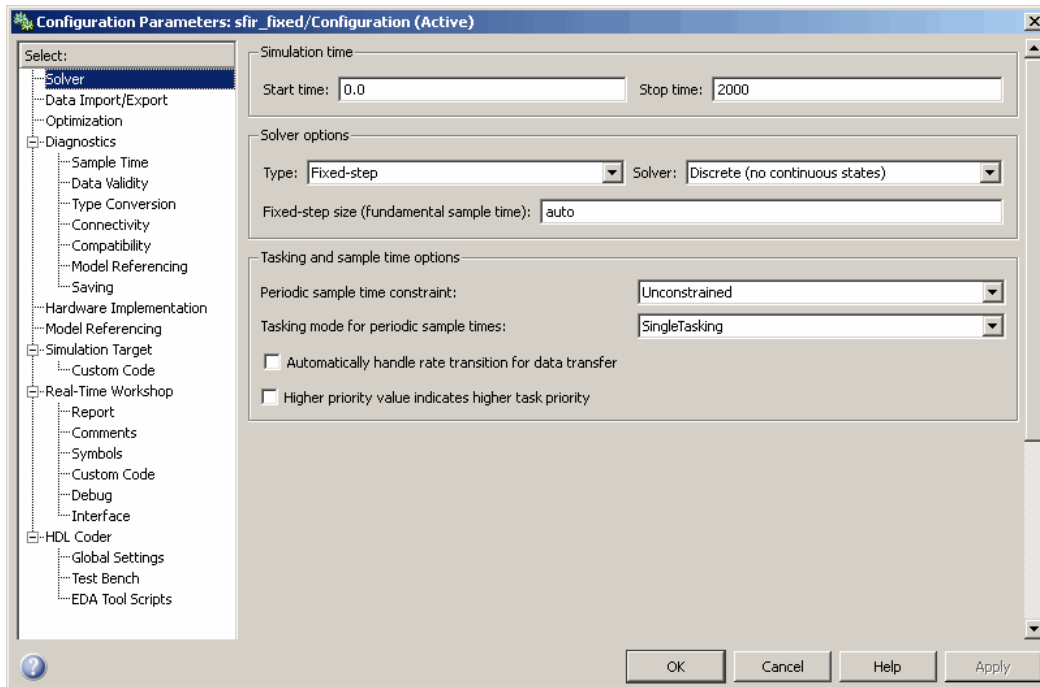 Configuration Parameters: sfir_fixed/Configuration (Active)
Select:
Solver
Data Import/Export
Optimization
Diagnostics
Sample Time
Data Validity
Type Conversion
Connectivity
Compatibility
Model Referencing
Saving
Hardware Implementation
Model Referencing
Simulation Target
Custom Code
Real-Time Workshop
Report
Comments
Symbols
Custom Code
Debug
Interface
HDL Coder
Global Settings
Test Bench
EDA Tool Scripts
Simulation time
Start time: 0.0 Stop time: 2000
Solver options
Type: Fixed-step Solver: Discrete (no continuous states)
Fixed-step size (fundamental sample time): auto
Tasking and sample time options
Periodic sample time constraint: Unconstrained
Tasking mode for periodic sample times: SingleTasking
Automatically handle rate transition for data transfer
Higher priority value indicates higher task priority
? OK Cancel Help Apply